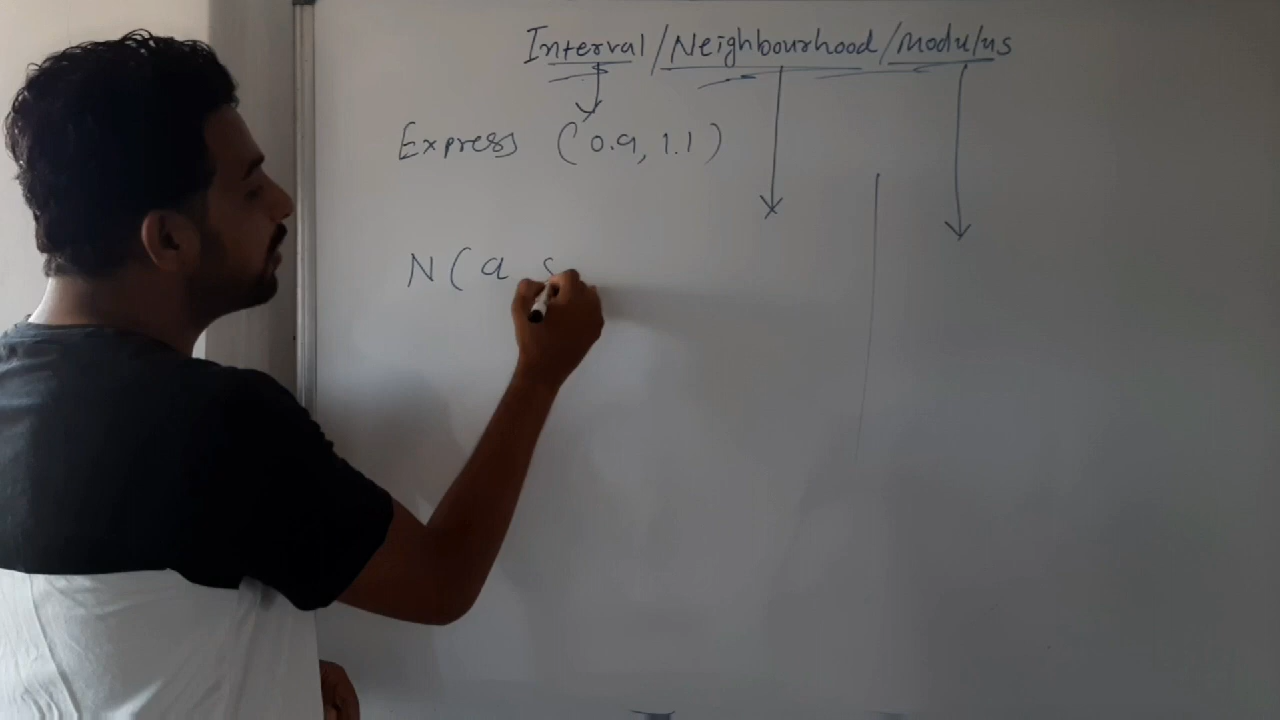 Interval/Neighbourhood/Modulus
Express (0.9, 1.1)
N(a